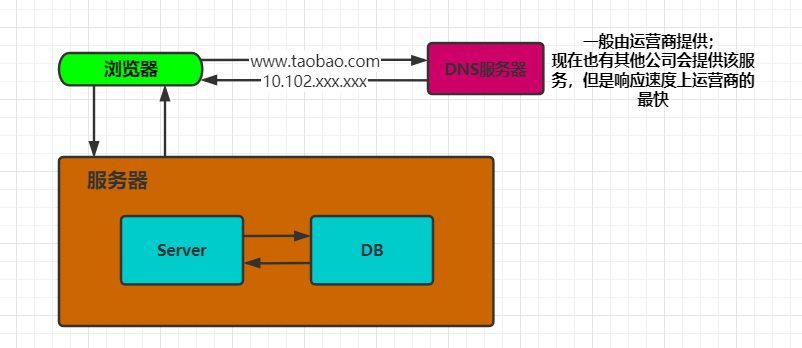 浏览器
www.taobao.com
10.102.xxx.xxx
DNS服务器
一般由运营商提供；
现在也有其他公司会提供该服
务，但是响应速度上运营商的
最快
服务器
Server
DB